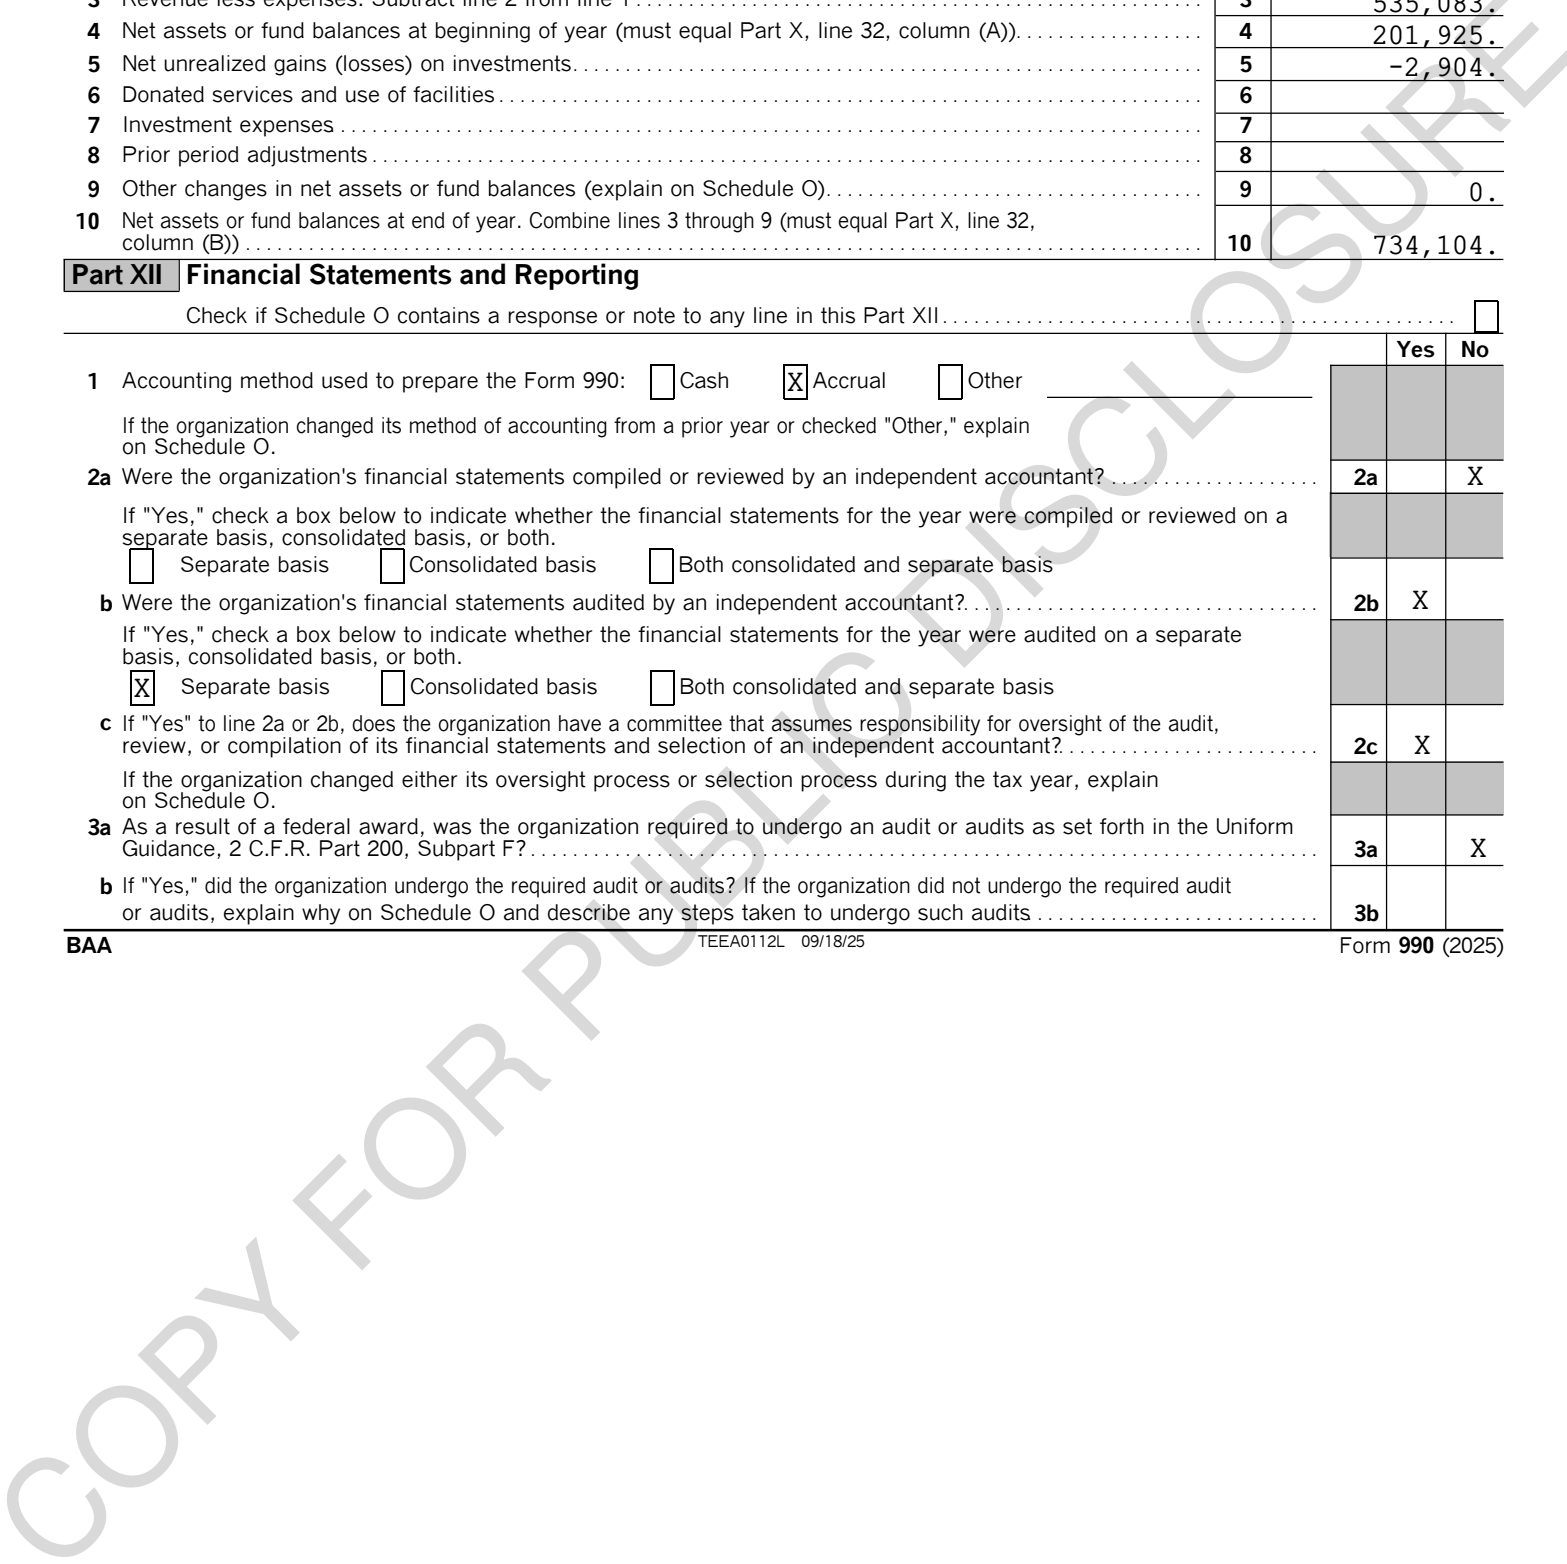 3 Revenue less expenses. Subtract line 2 from line 1 3 535,083.
4 Net assets or fund balances at beginning of year (must equal Part X, line 32, column (A)) 4 201,925.
5 Net unrealized gains (losses) on investments 5 -2,904.
6 Donated services and use of facilities 6
7 Investment expenses 7
8 Prior period adjustments 8
9 Other changes in net assets or fund balances (explain on Schedule O) 9 0.
10 Net assets or fund balances at end of year. Combine lines 3 through 9 (must equal Part X, line 32,
column (B)) 10 734,104.
Part XII Financial Statements and Reporting
Check if Schedule O contains a response or note to any line in this Part XII
Yes No
1 Accounting method used to prepare the Form 990: Cash X Accrual Other
If the organization changed its method of accounting from a prior year or checked "Other," explain
on Schedule O.
2a Were the organization's financial statements compiled or reviewed by an independent accountant? 2a X
If "Yes," check a box below to indicate whether the financial statements for the year were compiled or reviewed on a
separate basis, consolidated basis, or both.
Separate basis Consolidated basis Both consolidated and separate basis
b Were the organization's financial statements audited by an independent accountant? 2b X
If "Yes," check a box below to indicate whether the financial statements for the year were audited on a separate
basis, consolidated basis, or both.
X Separate basis Consolidated basis Both consolidated and separate basis
c If "Yes" to line 2a or 2b, does the organization have a committee that assumes responsibility for oversight of the audit,
review, or compilation of its financial statements and selection of an independent accountant? 2c X
If the organization changed either its oversight process or selection process during the tax year, explain
on Schedule O.
3a As a result of a federal award, was the organization required to undergo an audit or audits as set forth in the Uniform
Guidance, 2 C.F.R. Part 200, Subpart F? 3a X
b If "Yes," did the organization undergo the required audit or audits? If the organization did not undergo the required audit
or audits, explain why on Schedule O and describe any steps taken to undergo such audits 3b
BAA TEEA0112L 09/18/25 Form 990 (2025)
COPY FOR PUBLIC DISCLOSURE